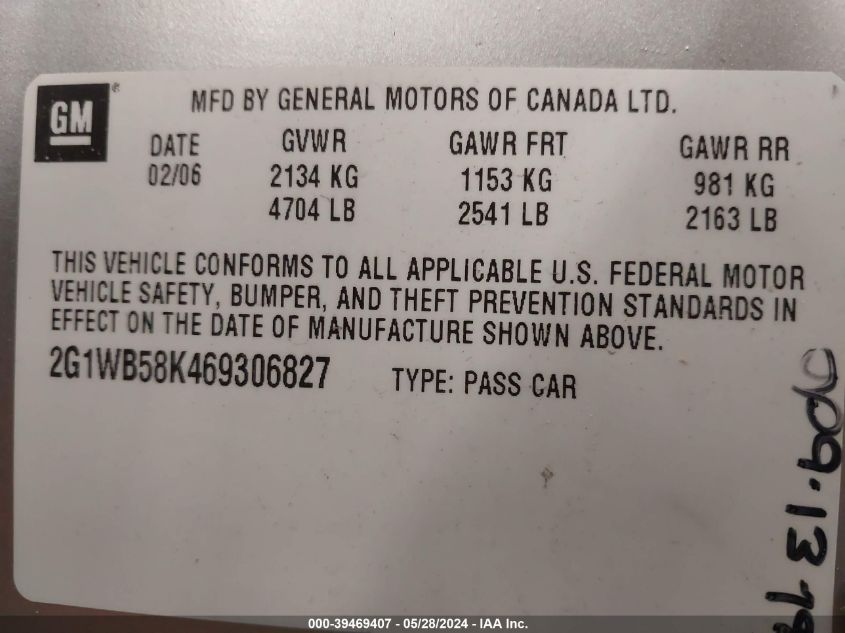 GM®
MFD BY GENERAL MOTORS OF CANADA LTD.
DATE GVWR GAWR FRT GAWR RR
02/06 2134 KG 1153 KG 981 KG
4704 LB 2541 LB 2163 LB
THIS VEHICLE CONFORMS TO ALL APPLICABLE U.S. FEDERAL MOTOR
VEHICLE SAFETY, BUMPER, AND THEFT PREVENTION STANDARDS IN
EFFECT ON THE DATE OF MANUFACTURE SHOWN ABOVE.
2G1WB58K469306827 TYPE: PASS CAR
000-39469407 - 05/28/2024 - IAA Inc.